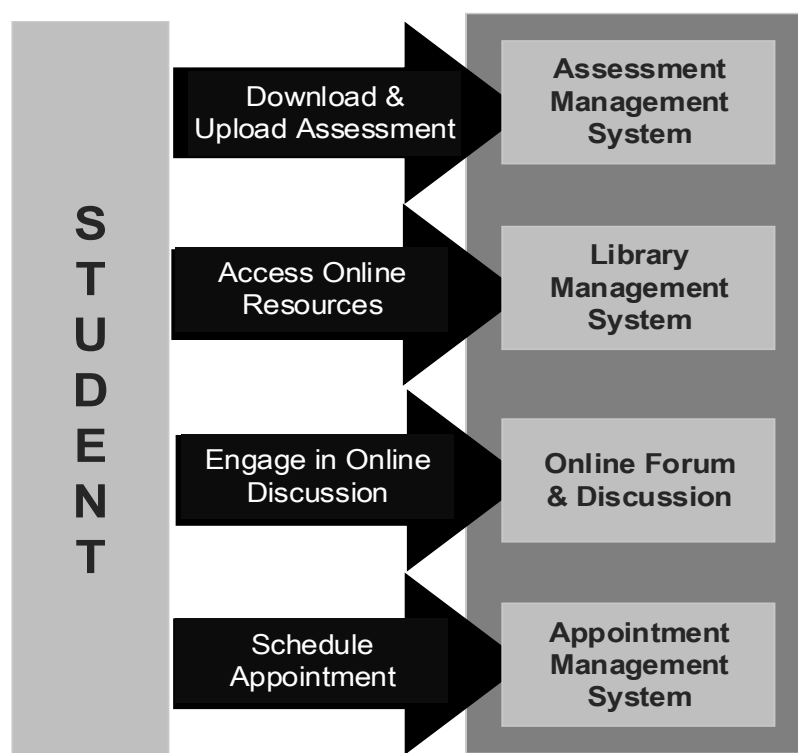 STUDENT
Download &
Upload Assessment
Assessment
Management
System
Access Online
Resources
Library
Management
System
Engage in Online
Discussion
Online Forum
& Discussion
Schedule
Appointment
Appointment
Management
System